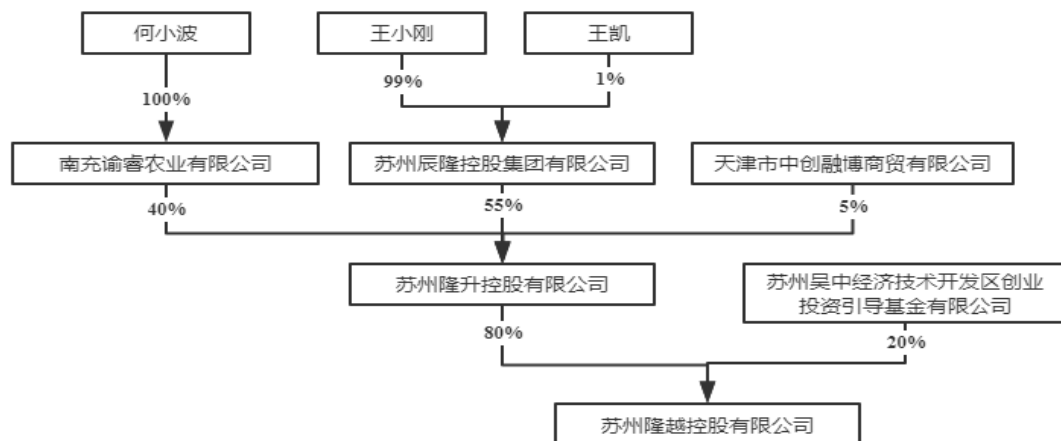 何小波
王小刚
王凯
99%
1%
100%
南充谕睿农业有限公司
苏州辰隆控股集团有限公司
天津市中创融博商贸有限公司
40%
55%
5%
苏州隆升控股有限公司
苏州吴中经济技术开发区创业
投资引导基金有限公司
80%
20%
苏州隆越控股有限公司